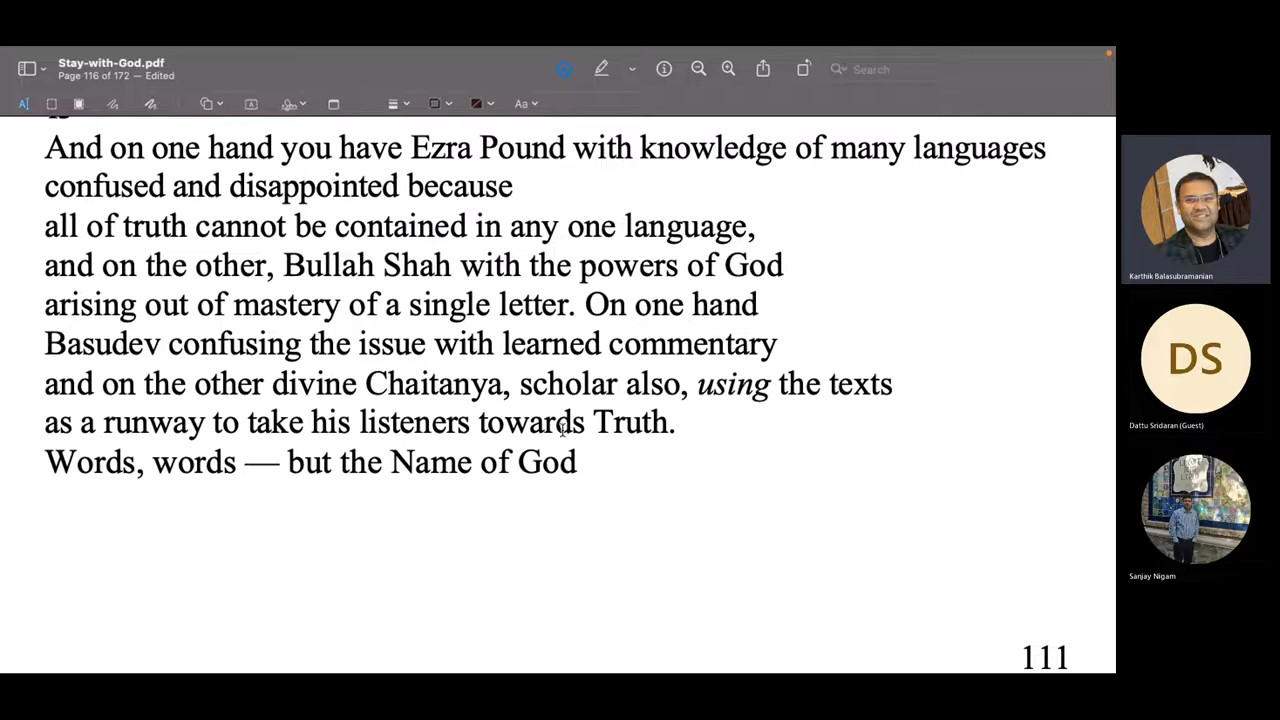 Stay-with-God.pdf
Page 116 of 172 — Edited
Search
And on one hand you have Ezra Pound with knowledge of many languages
confused and disappointed because
all of truth cannot be contained in any one language,
and on the other, Bullah Shah with the powers of God
arising out of mastery of a single letter. On one hand
Basudev confusing the issue with learned commentary
and on the other divine Chaitanya, scholar also, using the texts
as a runway to take his listeners towards Truth.
Words, words — but the Name of God
111
Karthik Balasubramanian
DS
Dattu Sridaran (Guest)
Sanjay Nigam